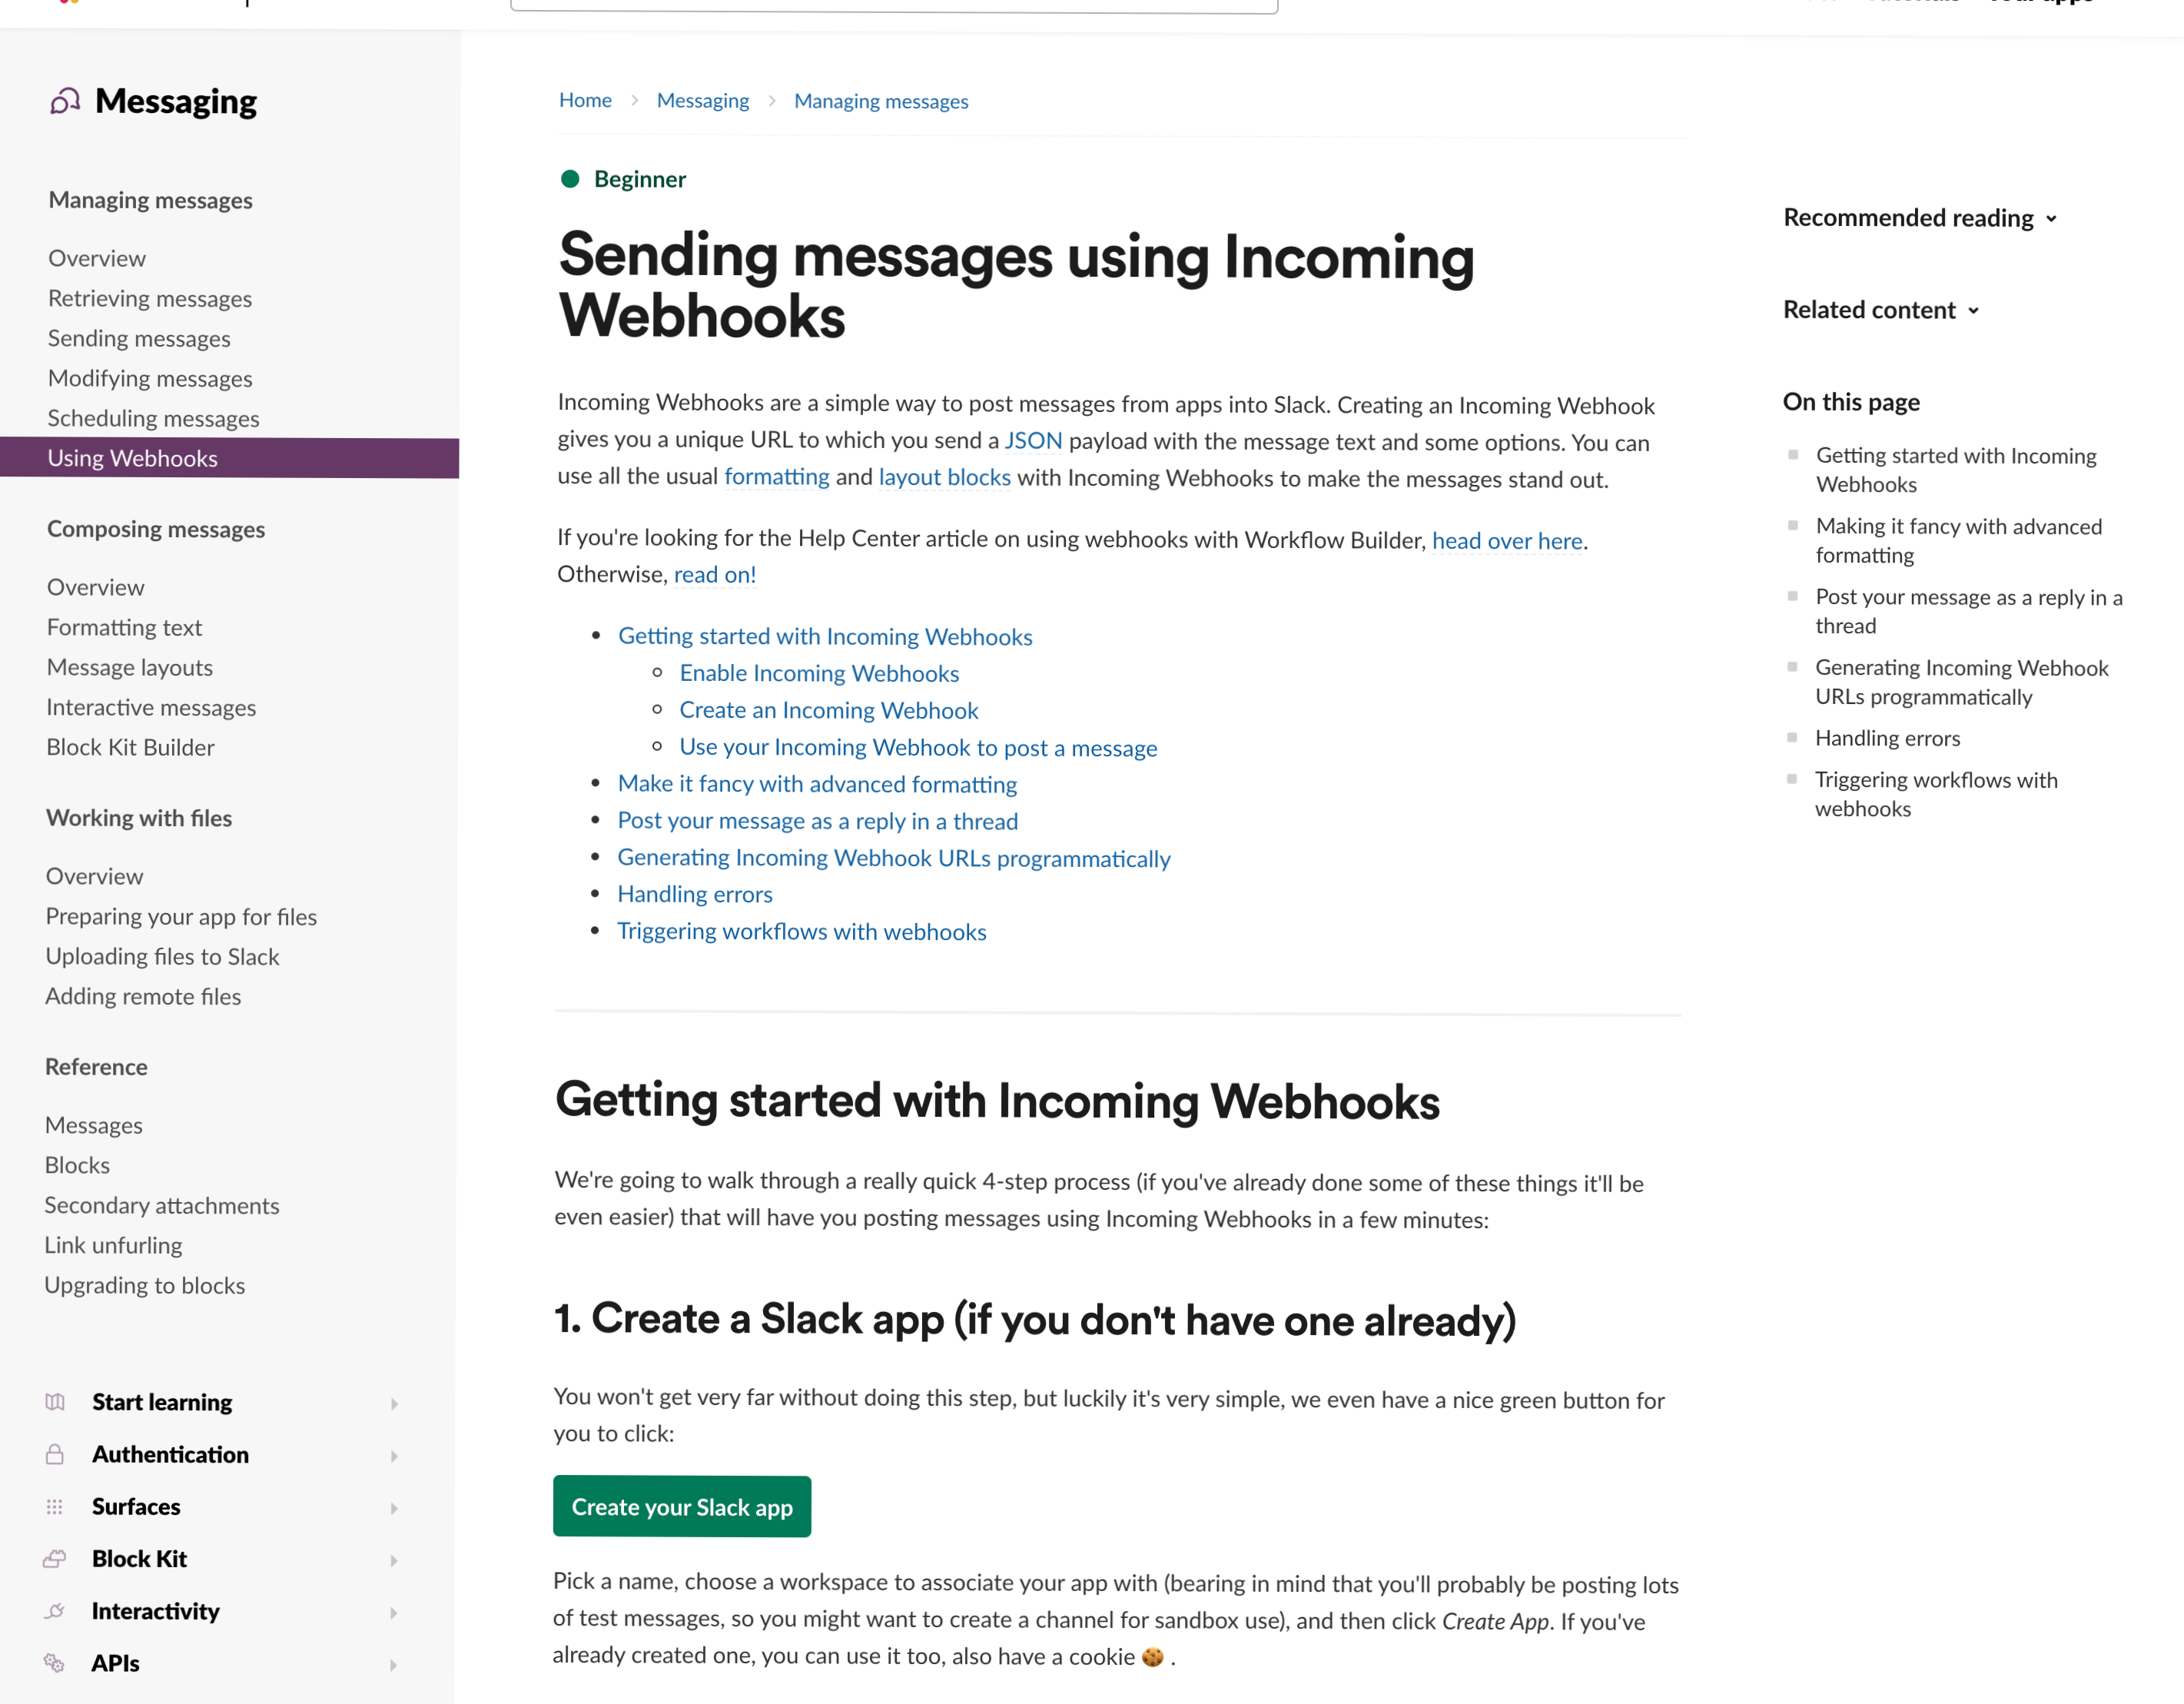 Messaging
Managing messages
Overview
Retrieving messages
Sending messages
Modifying messages
Scheduling messages
Using Webhooks
Composing messages
Overview
Formatting text
Message layouts
Interactive messages
Block Kit Builder
Working with files
Overview
Preparing your app for files
Uploading files to Slack
Adding remote files
Reference
Messages
Blocks
Secondary attachments
Link unfurling
Upgrading to blocks
Start learning
Authentication
Surfaces
Block Kit
Interactivity
APIs
Home > Messaging > Managing messages
Beginner
Sending messages using Incoming
Webhooks
Incoming Webhooks are a simple way to post messages from apps into Slack. Creating an Incoming Webhook
gives you a unique URL to which you send a JSON payload with the message text and some options. You can
use all the usual formatting and layout blocks with Incoming Webhooks to make the messages stand out.
If you're looking for the Help Center article on using webhooks with Workflow Builder, head over here.
Otherwise, read on!
Getting started with Incoming Webhooks
Enable Incoming Webhooks
Create an Incoming Webhook
Use your Incoming Webhook to post a message
Make it fancy with advanced formatting
Post your message as a reply in a thread
Generating Incoming Webhook URLs programmatically
Handling errors
Triggering workflows with webhooks
Getting started with Incoming Webhooks
We're going to walk through a really quick 4-step process (if you've already done some of these things it'll be
even easier) that will have you posting messages using Incoming Webhooks in a few minutes:
1. Create a Slack app (if you don't have one already)
You won't get very far without doing this step, but luckily it's very simple, we even have a nice green button for
you to click:
Create your Slack app
Pick a name, choose a workspace to associate your app with (bearing in mind that you'll probably be posting lots
of test messages, so you might want to create a channel for sandbox use), and then click Create App. If you've
already created one, you can use it too, also have a cookie 🍪 .
Recommended reading
Related content
On this page
Getting started with Incoming
Webhooks
Making it fancy with advanced
formatting
Post your message as a reply in a
thread
Generating Incoming Webhook
URLs programmatically
Handling errors
Triggering workflows with
webhooks